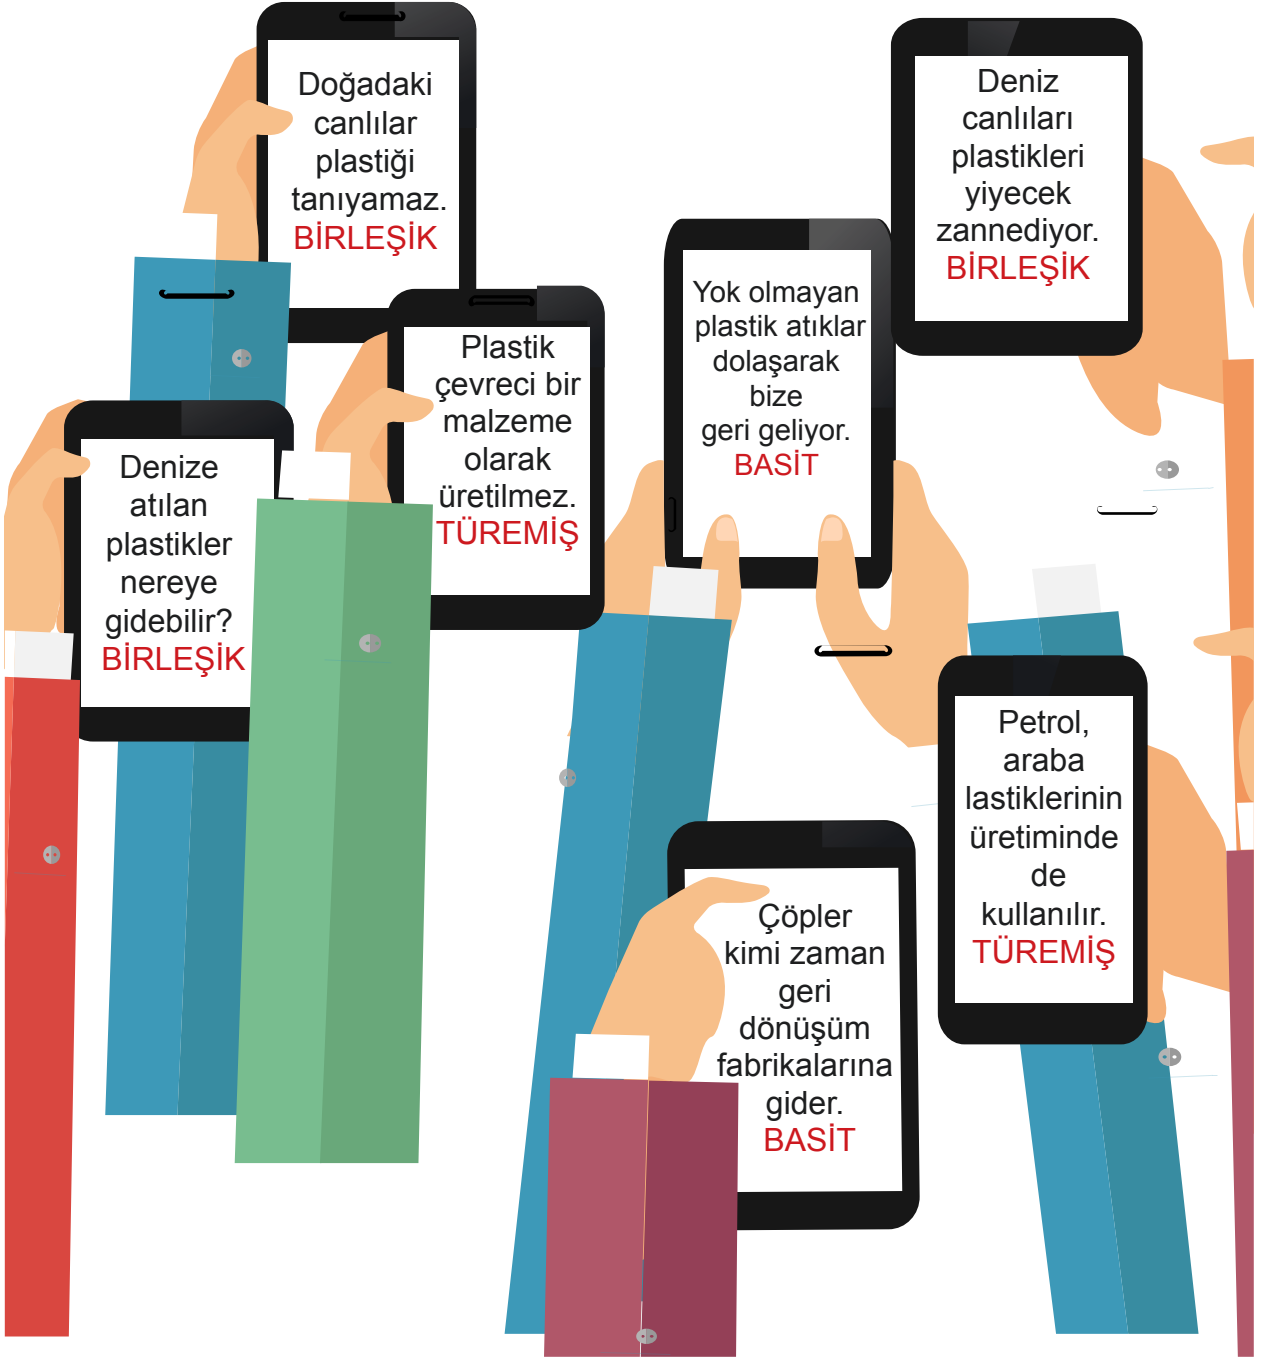 Doğadaki
canlılar
plastiği
tanıyamaz.
BİRLEŞİK
Deniz
canlıları
plastikleri
yiyecek
zannediyor.
BİRLEŞİK
Yok olmayan
plastik atıklar
dolaşarak
bize
geri geliyor.
BASİT
Plastik
çevreci bir
malzeme
olarak
üretilmez.
TÜREMİŞ
Denize
atılan
plastikler
nereye
gidebilir?
BİRLEŞİK
Petrol,
araba
lastiklerinin
üretiminde
de
kullanılır.
TÜREMİŞ
Çöpler
kimi zaman
geri
dönüşüm
fabrikalarına
gider.
BASİT